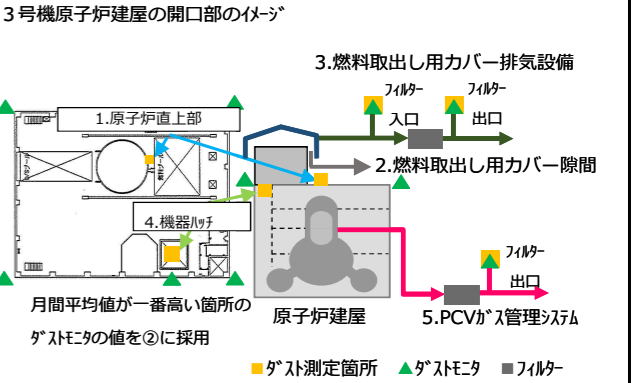 3号機原子炉建屋の開口部のｲﾒｰｼﾞ
3.燃料取出し用カバー排気設備
ﾌｨﾙﾀｰ
ﾌｨﾙﾀｰ
1.原子炉直上部
入口
出口
2.燃料取出し用カバー隙間
4.機器ﾊｯﾁ
ﾌｨﾙﾀｰ
出口
月間平均値が一番高い箇所の
ﾀﾞｽﾄﾓﾆﾀの値を②に採用
原子炉建屋
5.PCVｶﾞｽ管理ｼｽﾃﾑ
ﾀﾞｽﾄ測定箇所
ﾀﾞｽﾄﾓﾆﾀ
ﾌｨﾙﾀｰ